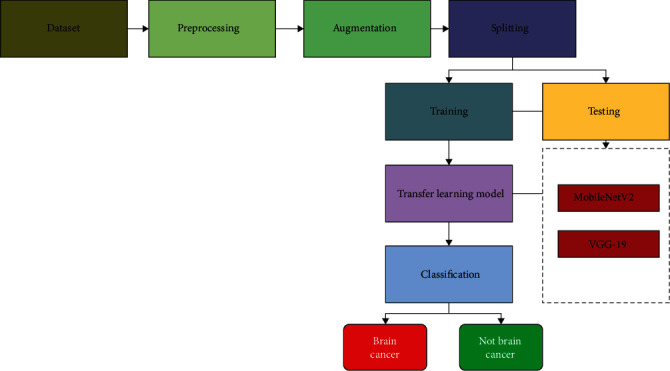 Dataset
Preprocessing
Augmentation
Splitting
Training
Testing
Transfer learning model
MobileNetV2
VGG-19
Classification
Brain
cancer
Not brain
cancer